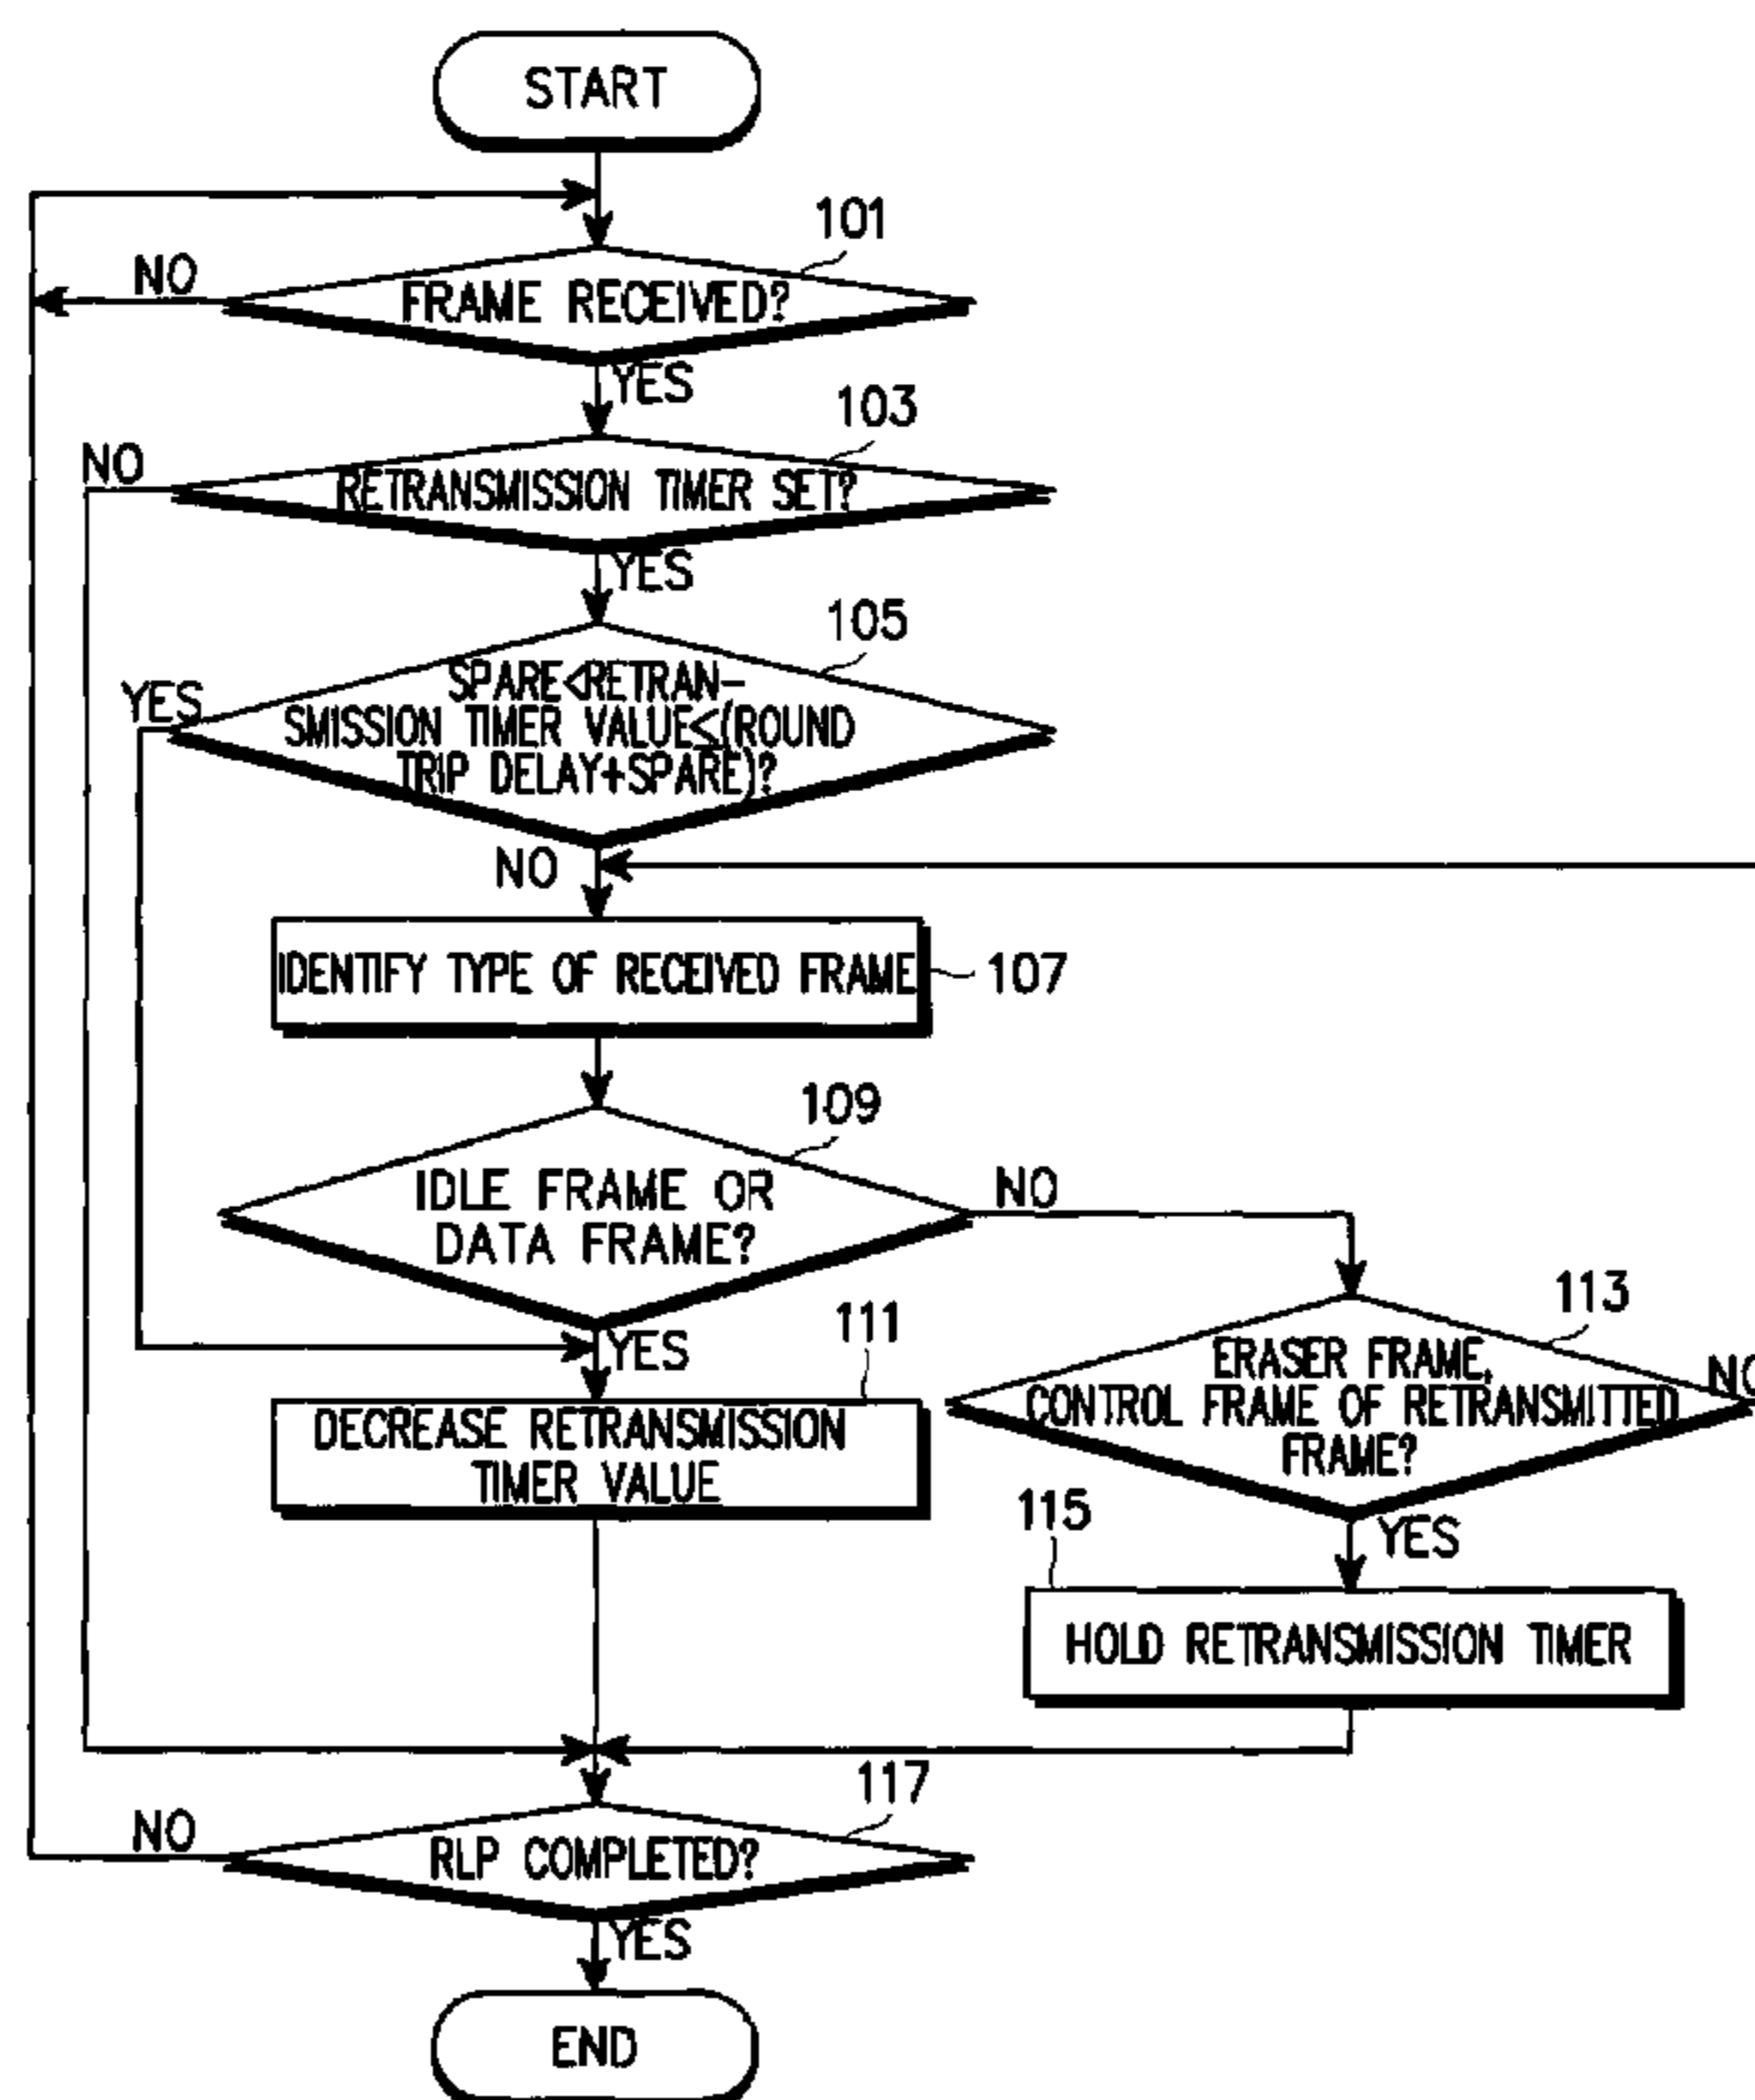 START
101
NO
FRAME RECEIVED?
YES
103
NO
RETRANSMISSION TIMER SET?
YES
105
YES
SPARE<RETRAN-
SMISSION TIMER VALUE≤(ROUND
TRIP DELAY+SPARE)?
NO
IDENTIFY TYPE OF RECEIVED FRAME
107
109
IDLE FRAME OR
DATA FRAME?
NO
YES
111
DECREASE RETRANSMISSION
TIMER VALUE
113
ERASER FRAME,
CONTROL FRAME OF RETRANSMITTED
FRAME?
NO
YES
115
HOLD RETRANSMISSION TIMER
117
NO
RLP COMPLETED?
YES
END